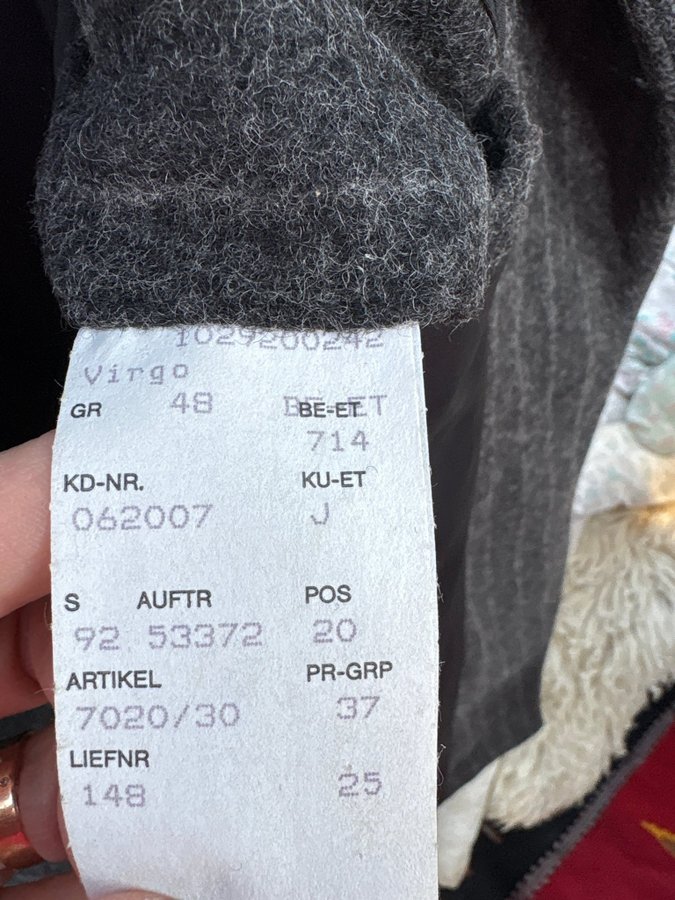 1029200242
Virgo
GR 48 BE-ET
714
KD-NR. KU-ET
062007 J
S AUFTR POS
92 53372 20
ARTIKEL PR-GRP
7020/30 37
LIEFNR
148 25